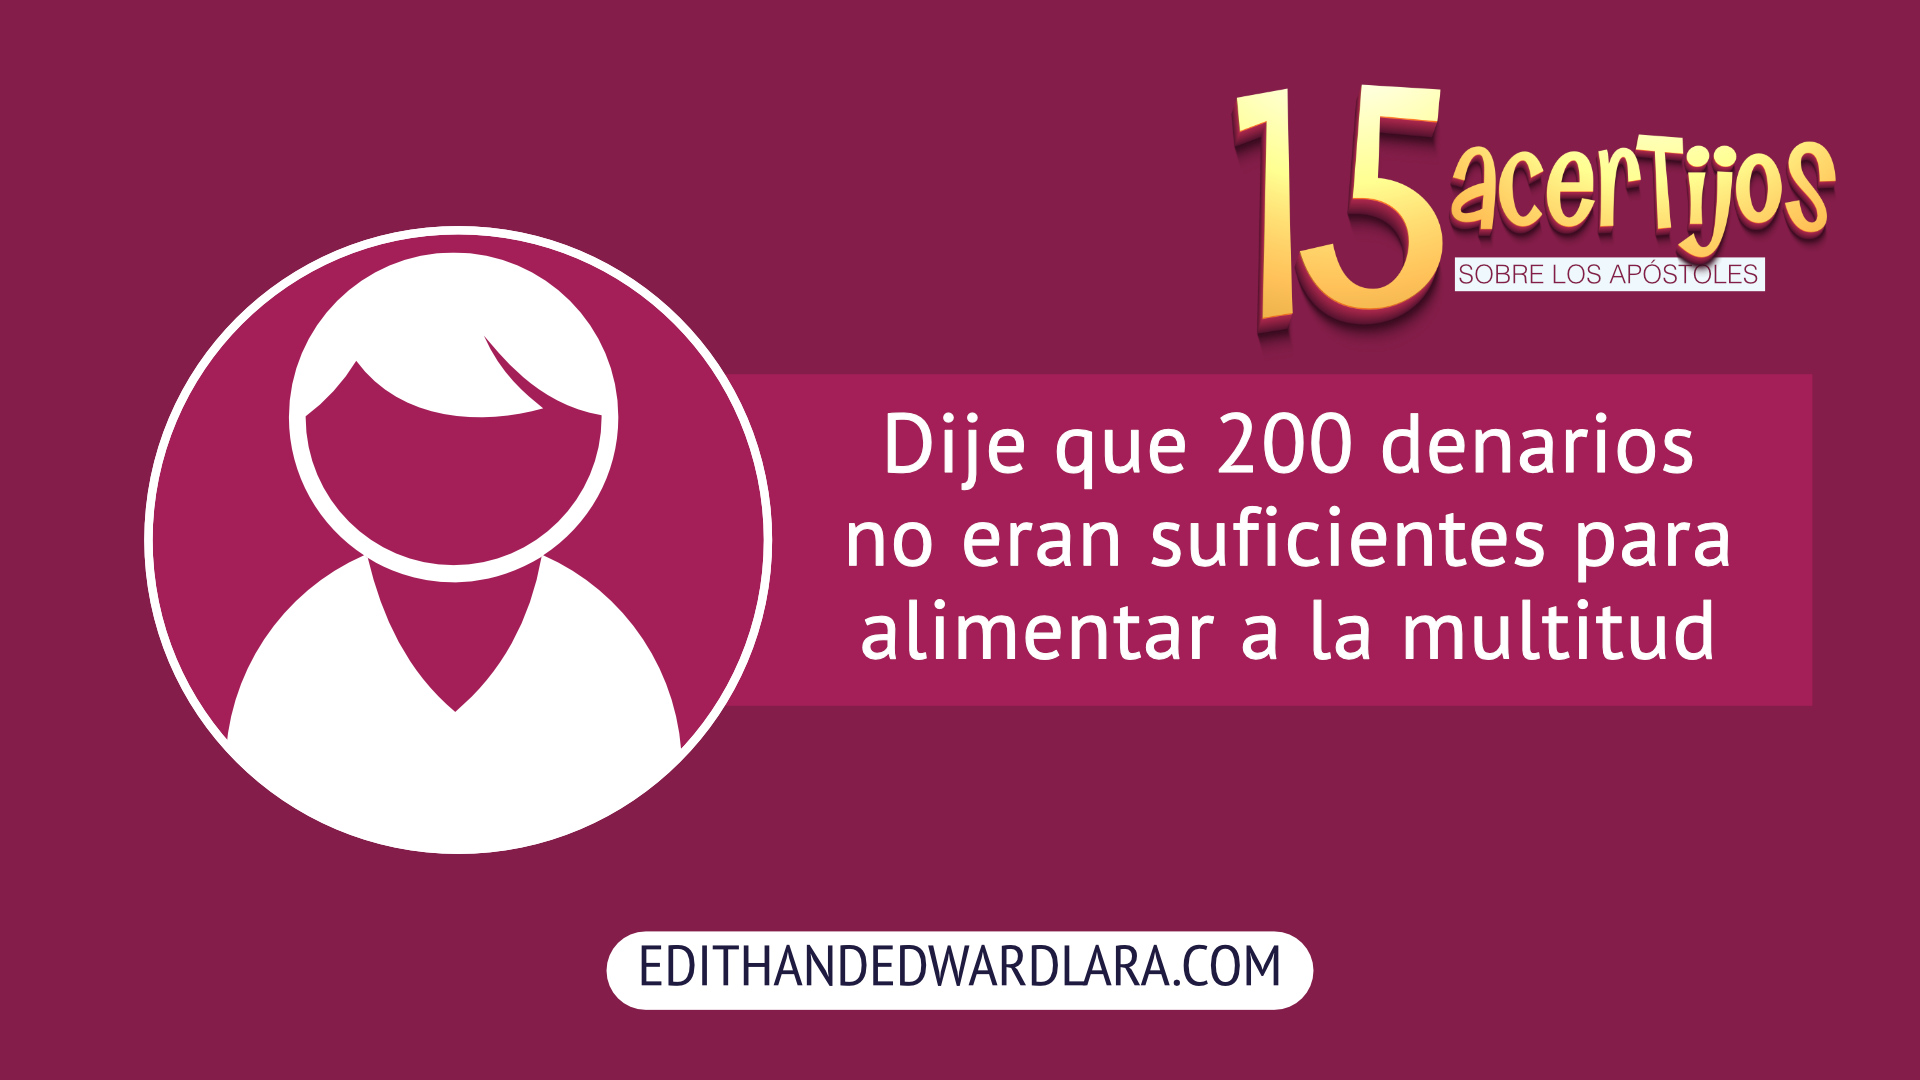 15 acertijos
SOBRE LOS APÓSTOLES
Dije que 200 denarios
no eran suficientes para
alimentar a la multitud
EDITHANDEDWARDLARA.COM